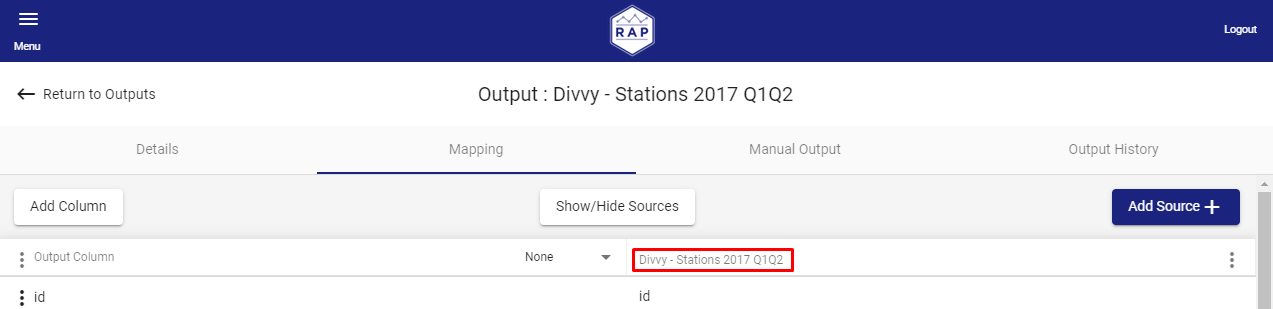 RAP
Menu
Logout
Return to Outputs
Output : Divvy - Stations 2017 Q1Q2
Details Mapping Manual Output Output History
Add Column Show/Hide Sources Add Source
Output Column None Divvy - Stations 2017 Q1Q2
id id